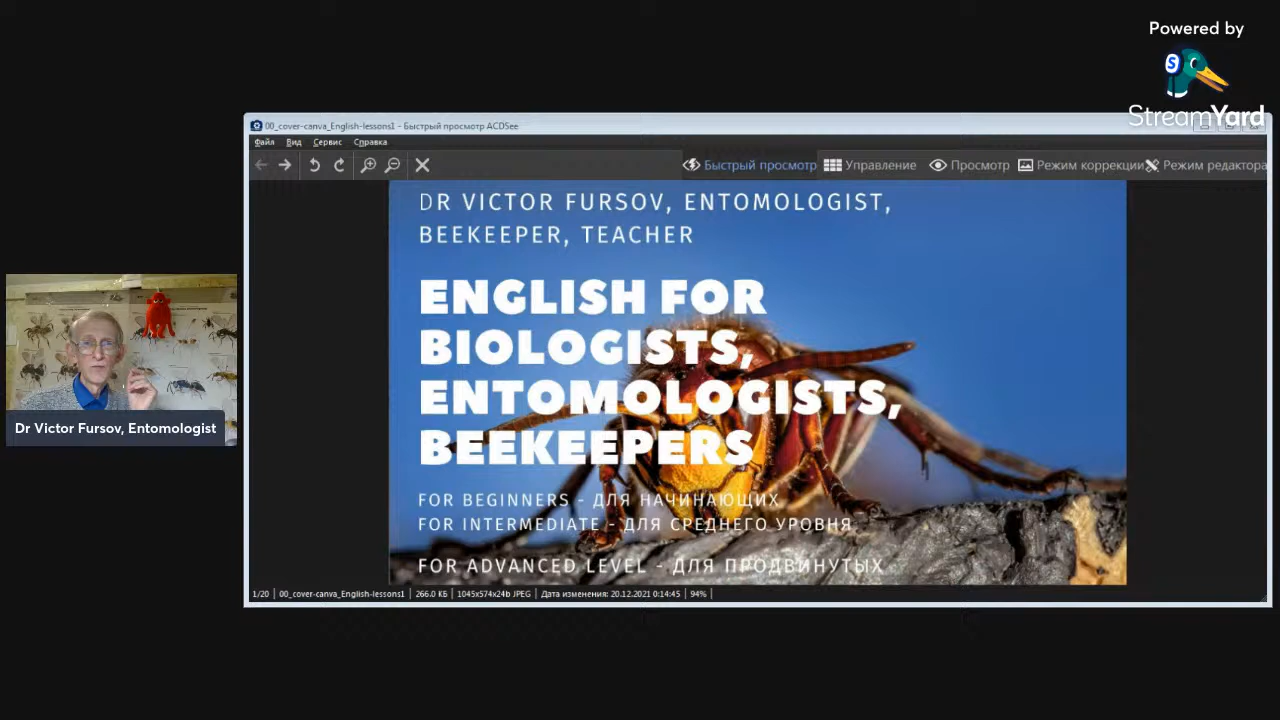 Powered by
StreamYard
00_cover-canva_English-lessons1 - Быстрый просмотр ACDSee
Файл Вид Сервис Справка
Быстрый просмотр Управление Просмотр Режим коррекции Режим редактора
DR VICTOR FURSOV, ENTOMOLOGIST,
BEEKEEPER, TEACHER
ENGLISH FOR
BIOLOGISTS,
ENTOMOLOGISTS,
BEEKEEPERS
FOR BEGINNERS - ДЛЯ НАЧИНАЮЩИХ
FOR INTERMEDIATE - ДЛЯ СРЕДНЕГО УРОВНЯ
FOR ADVANCED LEVEL - ДЛЯ ПРОДВИНУТЫХ
Dr Victor Fursov, Entomologist
1/20 00_cover-canva_English-lessons1 266.0 КБ 1045x574x24b JPEG Дата изменения: 20.12.2021 0:14:45 94%